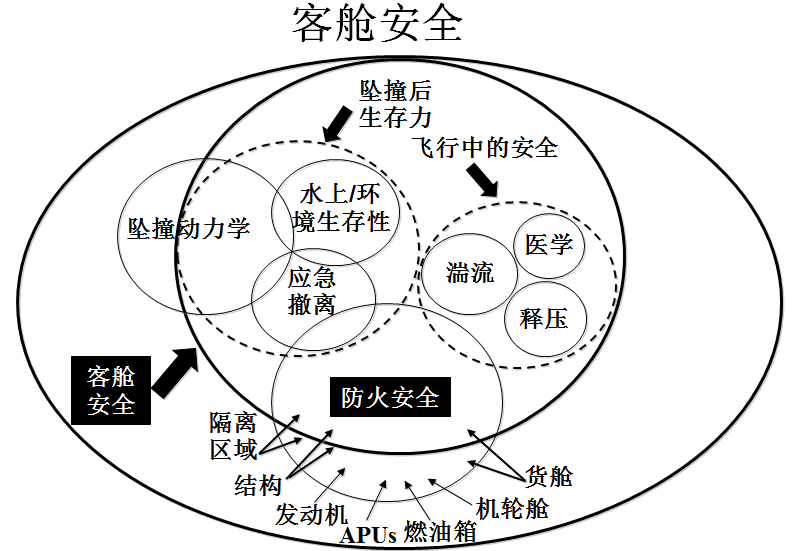 客舱安全
坠撞后
生存力
飞行中的安全
水上/环
境生存性
坠撞动力学
医学
湍流
应急
撤离
释压
客舱
安全
防火安全
隔离
区域
结构
货舱
发动机
机轮舱
APUs
燃油箱